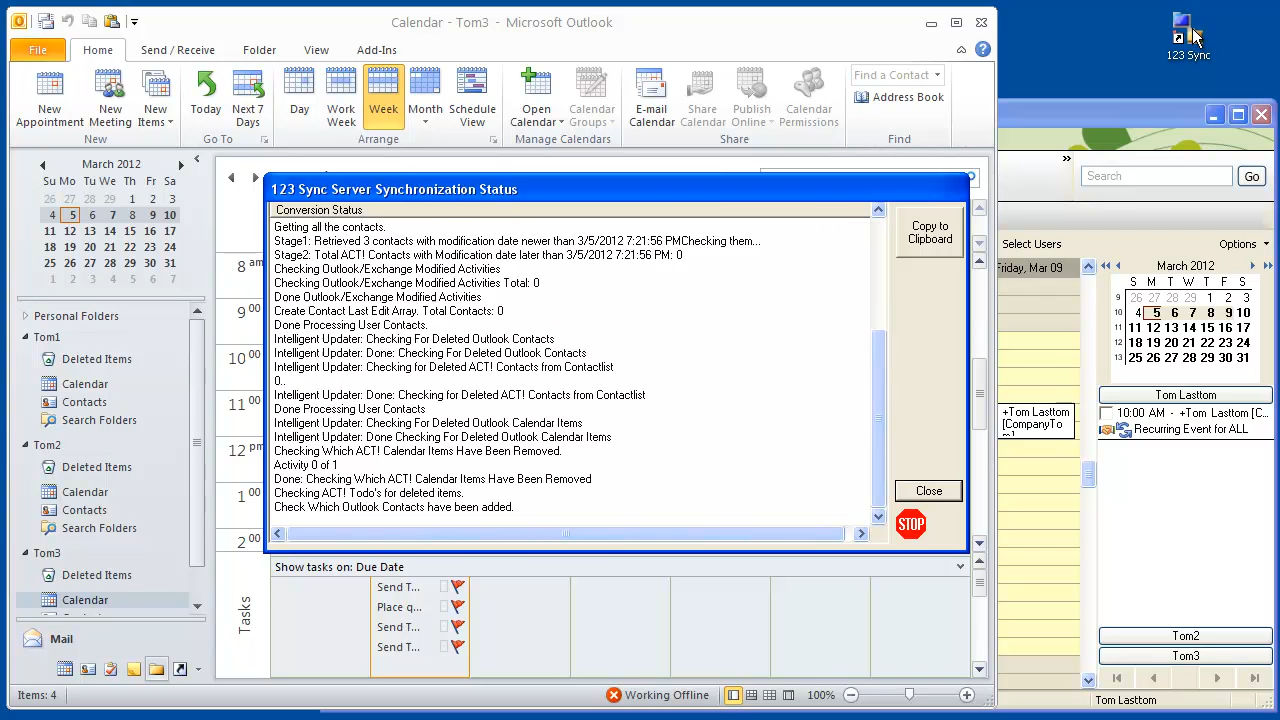 Calendar - Tom3 - Microsoft Outlook
File Home Send / Receive Folder View Add-Ins
New Appointment
New Meeting
New Items
Today
Next 7 Days
Day
Work Week
Week
Month
Schedule View
Open Calendar
Calendar Groups
E-mail Calendar
Share Calendar
Publish Online
Calendar Permissions
Find a Contact
Address Book
New Go To Arrange Manage Calendars Share Find
123 Sync
March 2012
Su Mo Tu We Th Fr Sa
26 27 28 29 1 2 3
4 5 6 7 8 9 10
11 12 13 14 15 16 17
18 19 20 21 22 23 24
25 26 27 28 29 30 31
1 2 3 4 5 6 7
Personal Folders
Tom1
Deleted Items
Calendar
Contacts
Search Folders
Tom2
Deleted Items
Calendar
Contacts
Search Folders
Tom3
Deleted Items
Calendar
Mail
Items: 4
8 am
9 00
10 00
11 00
12 pm
1 00
2 00
123 Sync Server Synchronization Status
Conversion Status
Getting all the contacts.
Stage1: Retrieved 3 contacts with modification date newer than 3/5/2012 7:21:56 PMChecking them...
Stage2: Total ACT! Contacts with modification date later than 3/5/2012 7:21:56 PM: 0
Checking Outlook/Exchange Modified Activities
Checking Outlook/Exchange Modified Activities Total: 0
Done Outlook/Exchange Modified Activities
Create Contact Last Edit Array. Total Contacts: 0
Done Processing User Contacts.
Intelligent Updater: Checking For Deleted Outlook Contacts
Intelligent Updater: Done: Checking For Deleted Outlook Contacts
Intelligent Updater: Checking for Deleted ACT! Contacts from Contactlist
0..
Intelligent Updater: Done: Checking for Deleted ACT! Contacts from Contactlist
Done Processing User Contacts
Intelligent Updater: Checking For Deleted Outlook Calendar Items
Intelligent Updater: Done Checking For Deleted Outlook Calendar Items
Checking Which ACT! Calendar Items Have Been Removed.
Activity 0 of 1
Done: Checking Which ACT! Calendar Items Have Been Removed
Checking ACT! Todo's for deleted items.
Check Which Outlook Contacts have been added.
Copy to
Clipboard
Close
STOP
Show tasks on: Due Date
Tasks
Send T...
Place q...
Send T...
Send T...
Working Offline
100%
Search Go
Select Users Options
Friday, Mar 09
March 2012
S M T W T F S
9 26 27 28 29 1 2 3
10 4 5 6 7 8 9 10
11 11 12 13 14 15 16 17
12 18 19 20 21 22 23 24
13 25 26 27 28 29 30 31
Tom Lasttom
10:00 AM - +Tom Lasttom [C...
Recurring Event for ALL
+Tom Lasttom
[CompanyTo
Tom2
Tom3
Tom Lasttom